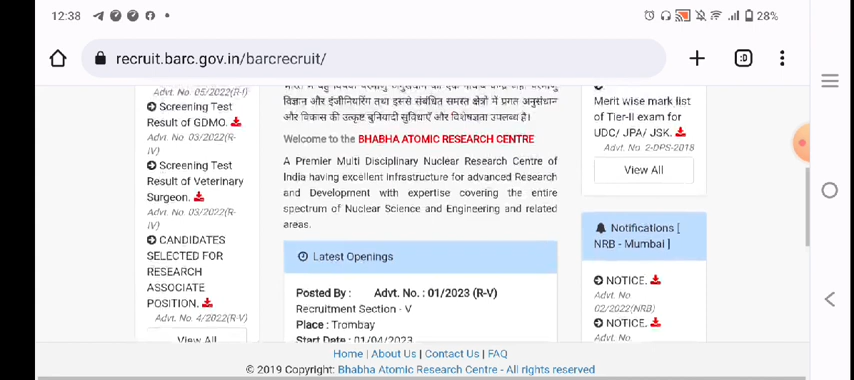 12:38
28%
recruit.barc.gov.in/barcrecruit/
:D
Advt. No. 05/2022(R-I)
Screening Test
Result of GDMO.
Advt. No. 03/2022(R-
IV)
Screening Test
Result of Veterinary
Surgeon.
Advt. No. 03/2022(R-
IV)
CANDIDATES
SELECTED FOR
RESEARCH
ASSOCIATE
POSITION.
Advt. No. 4/2022(R-V)
View All
विज्ञान और इंजीनियरिंग तथा इससे संबंधित समस्त क्षेत्रों में प्रगत अनुसंधान
और विकास की उत्कृष्ट बुनियादी सुविधाएँ और विशेषज्ञता उपलब्ध है।
Welcome to the BHABHA ATOMIC RESEARCH CENTRE
A Premier Multi Disciplinary Nuclear Research Centre of
India having excellent infrastructure for advanced Research
and Development with expertise covering the entire
spectrum of Nuclear Science and Engineering and related
areas.
Latest Openings
Posted By : Advt. No. : 01/2023 (R-V)
Recruitment Section - V
Place : Trombay
Start Date : 01/04/2023
Merit wise mark list
of Tier-II exam for
UDC/ JPA/ JSK.
Advt. No. 2-DPS-2018
View All
Notifications [
NRB - Mumbai ]
NOTICE.
Advt. No.
02/2022(NRB)
NOTICE.
Advt. No.
Home | About Us | Contact Us | FAQ
© 2019 Copyright: Bhabha Atomic Research Centre - All rights reserved